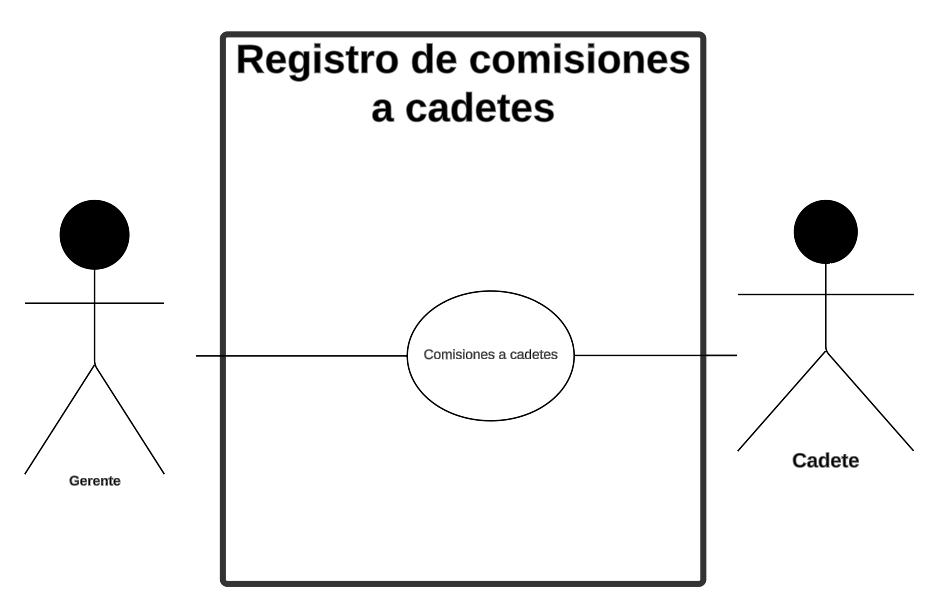 Registro de comisiones
a cadetes
Comisiones a cadetes
Gerente
Cadete